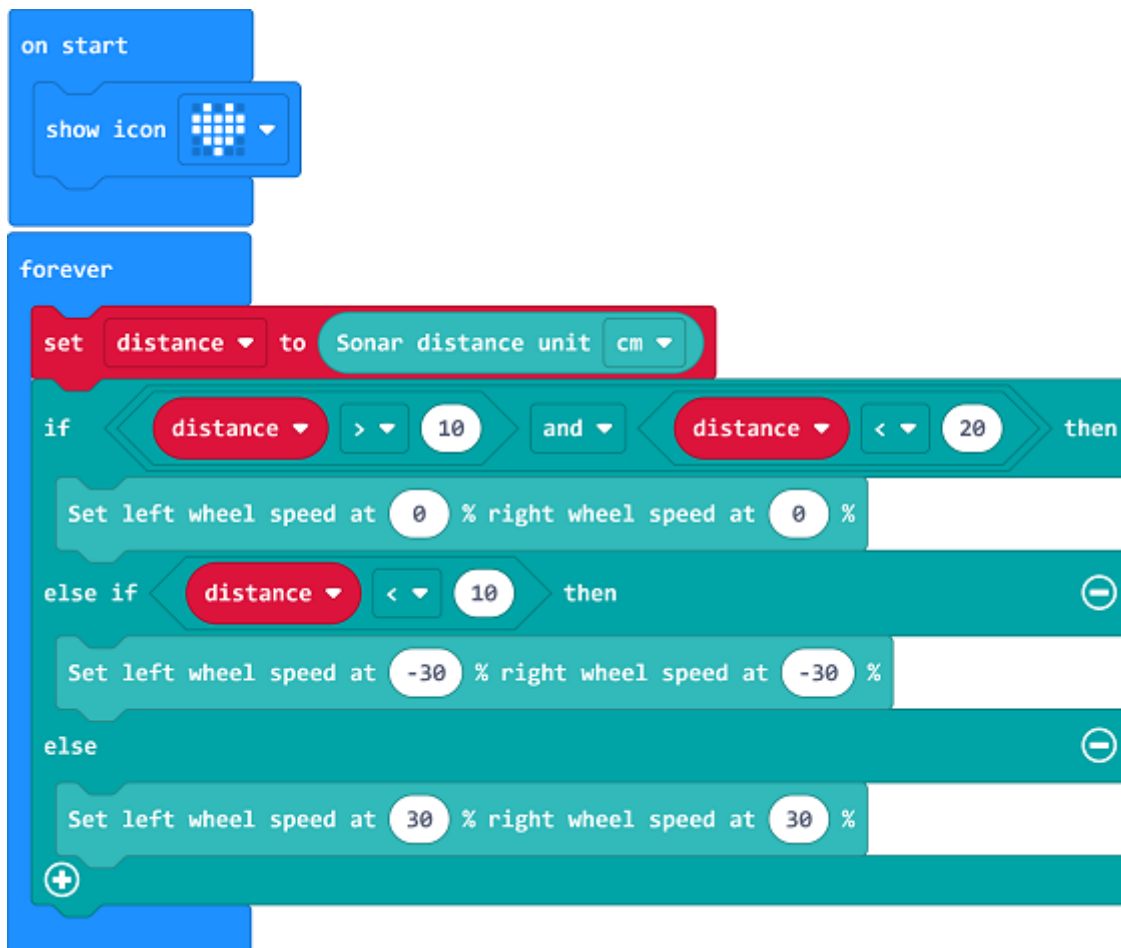 on start
show icon
forever
set distance to Sonar distance unit cm
if distance > 10 and distance < 20 then
Set left wheel speed at 0 % right wheel speed at 0 %
else if distance < 10 then
Set left wheel speed at -30 % right wheel speed at -30 %
else
Set left wheel speed at 30 % right wheel speed at 30 %